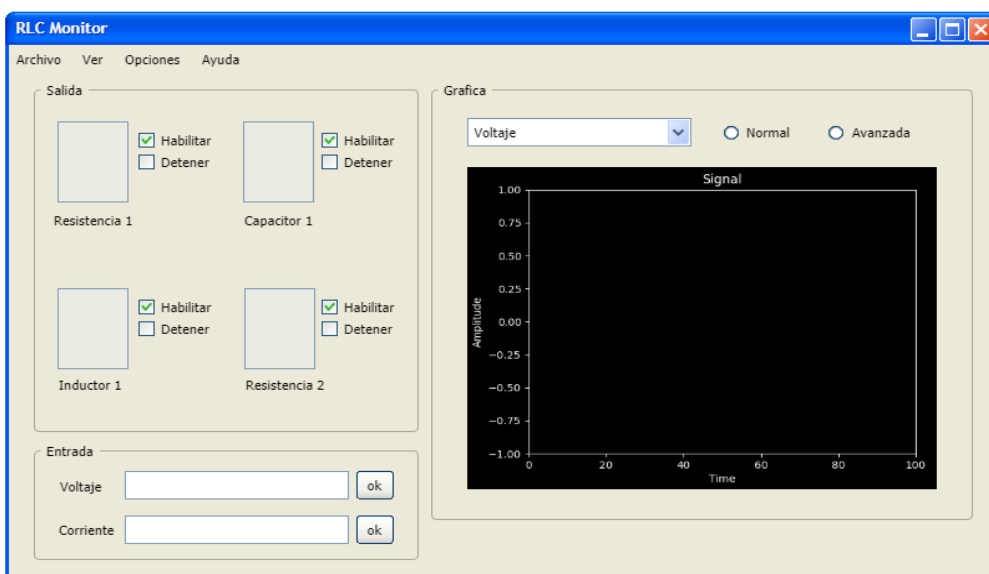 RLC Monitor
Archivo Ver Opciones Ayuda
Salida
Habilitar
Detener
Resistencia 1
Habilitar
Detener
Capacitor 1
Habilitar
Detener
Inductor 1
Habilitar
Detener
Resistencia 2
Entrada
Voltaje
ok
Corriente
ok
Grafica
Voltaje
Normal
Avanzada
Signal
1.00
0.75
0.50
0.25
0.00
−0.25
−0.50
−0.75
−1.00
Amplitude
0 20 40 60 80 100
Time